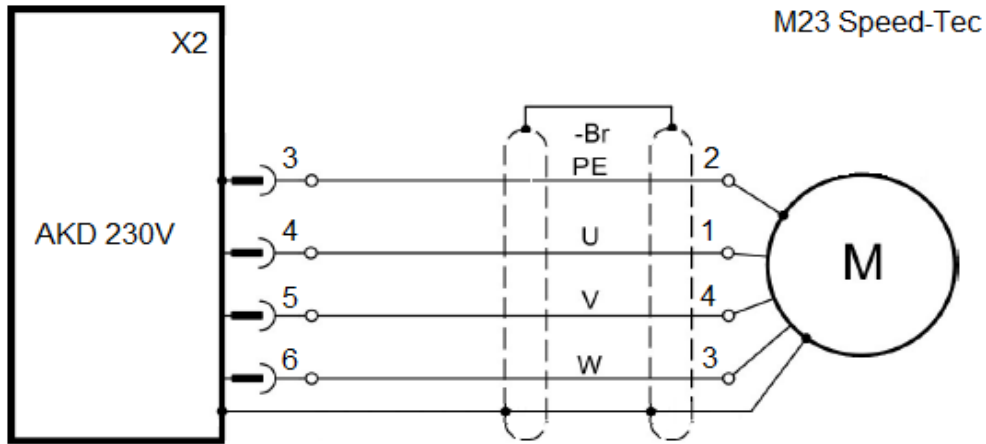 M23 Speed-Tec
X2
-Br
3 PE 2
AKD 230V 4 U 1 M
5 V 4
6 W 3